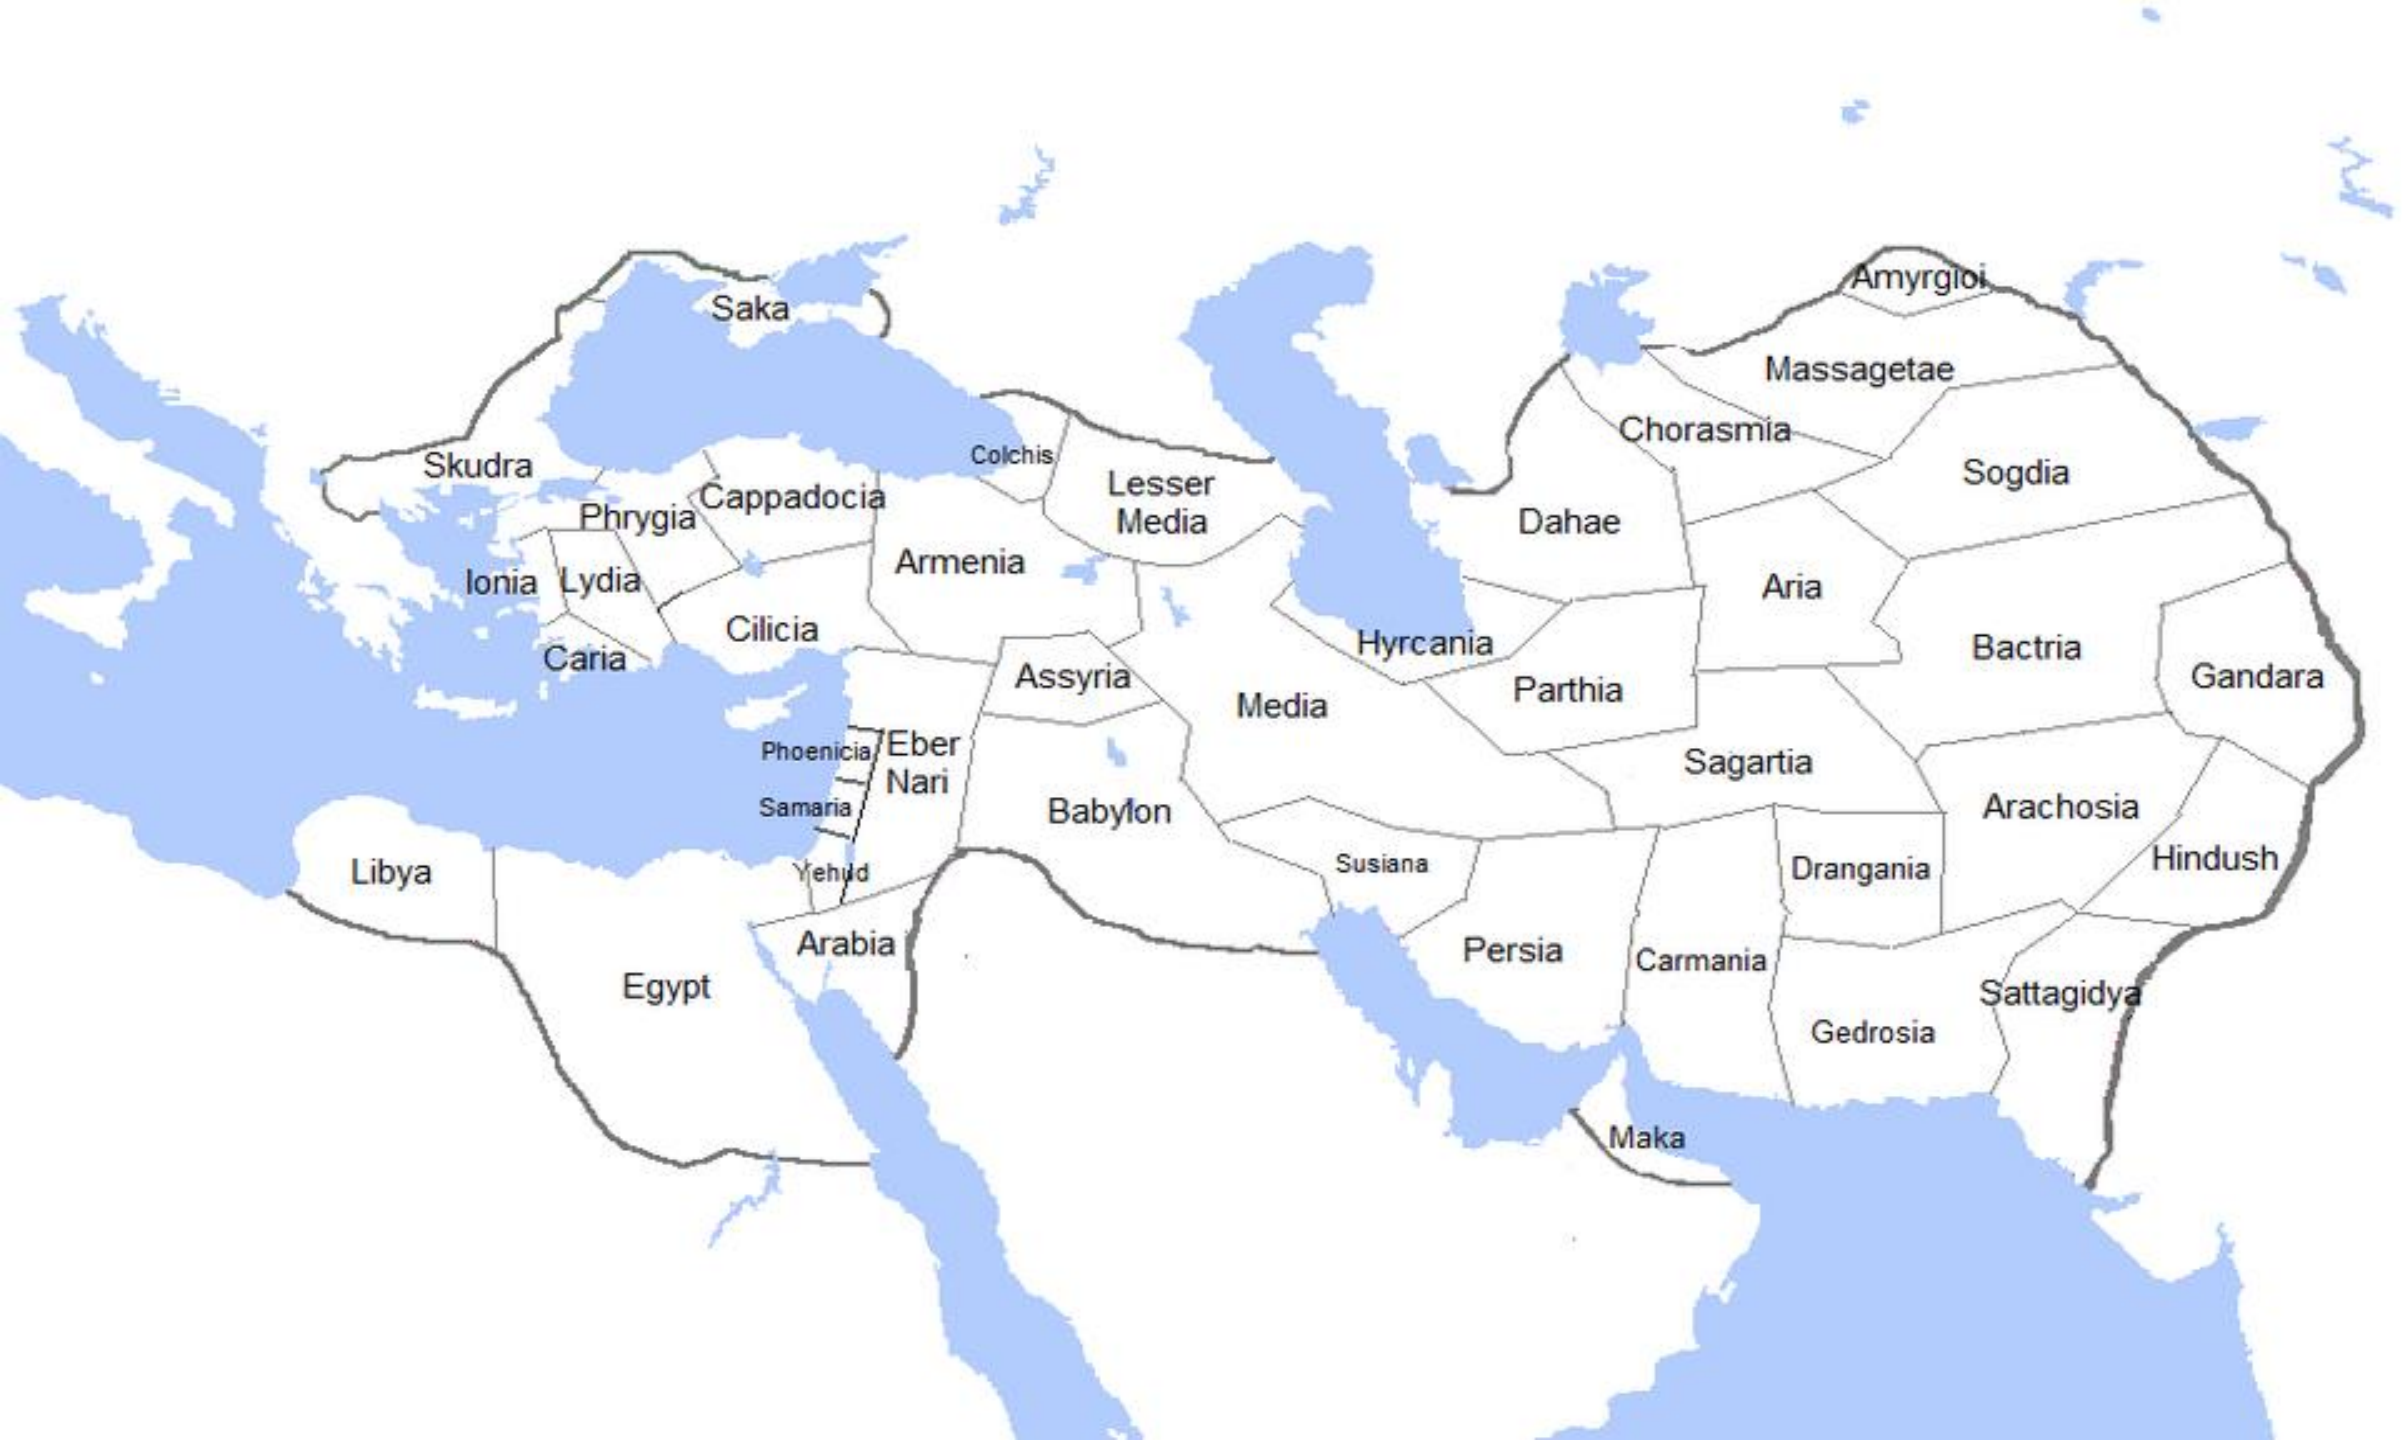 Amyrgioi
Saka
Massagetae
Chorasmia
Colchis
Skudra
Sogdia
Lesser
Media
Cappadocia
Phrygia
Dahae
Armenia
Ionia
Lydia
Aria
Cilicia
Hyrcania
Bactria
Caria
Assyria
Gandara
Parthia
Media
Phoenicia
Eber
Nari
Sagartia
Samaria
Babylon
Arachosia
Susiana
Hindush
Libya
Yehud
Drangania
Arabia
Persia
Carmania
Egypt
Sattagidya
Gedrosia
Maka